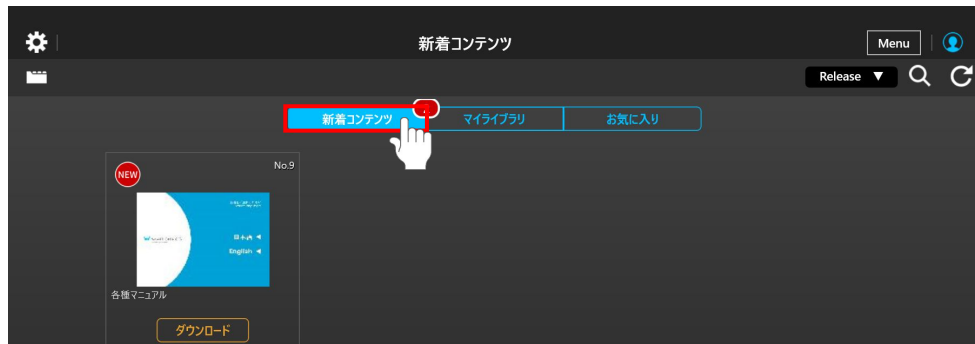 新着コンテンツ
Menu
Release ▼
新着コンテンツ
マイライブラリ
お気に入り
NEW
No.9
日本語 ◀
English ◀
各種マニュアル
ダウンロード